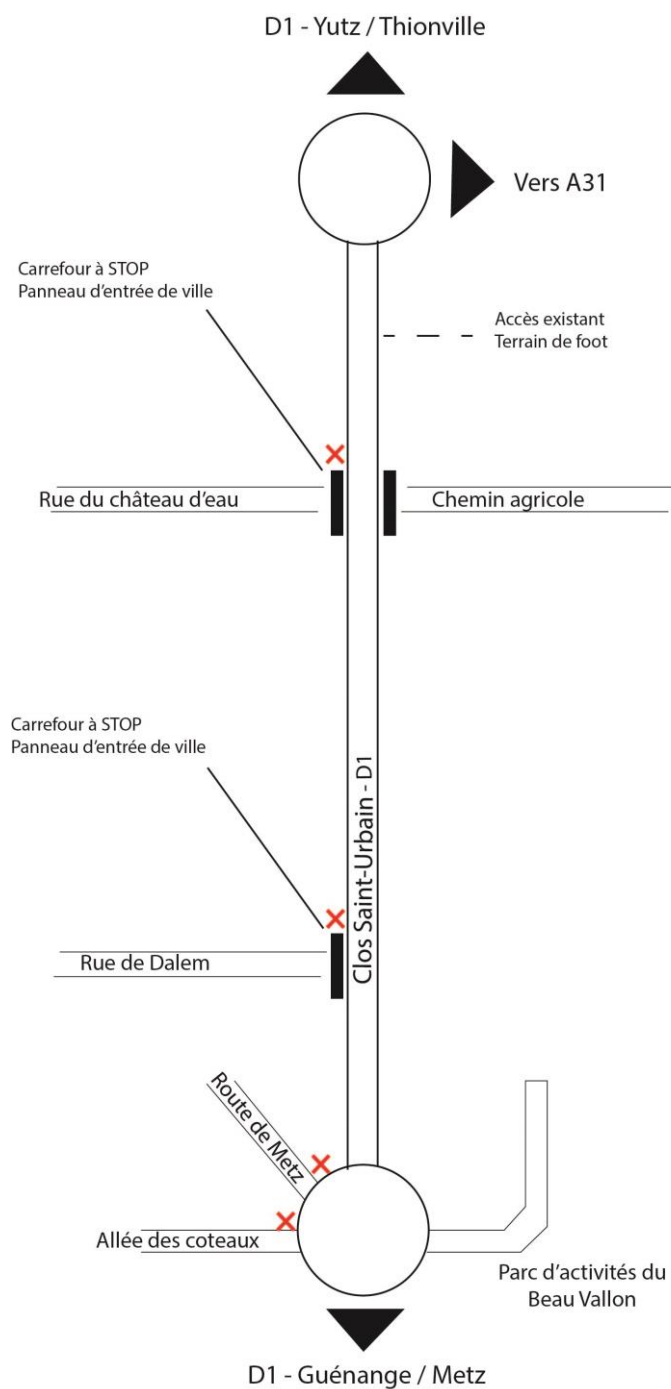 D1 - Yutz / Thionville
Vers A31
Carrefour à STOP
Panneau d'entrée de ville
Accès existant
Terrain de foot
Rue du château d'eau
Chemin agricole
Carrefour à STOP
Panneau d'entrée de ville
Clos Saint-Urbain - D1
Rue de Dalem
Route de Metz
Allée des coteaux
Parc d'activités du
Beau Vallon
D1 - Guénange / Metz